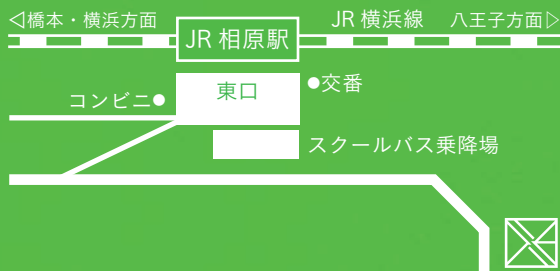 ◁橋本・横浜方面
JR 相原駅
JR 横浜線
八王子方面▷
コンビニ●
東口
●交番
スクールバス乗降場